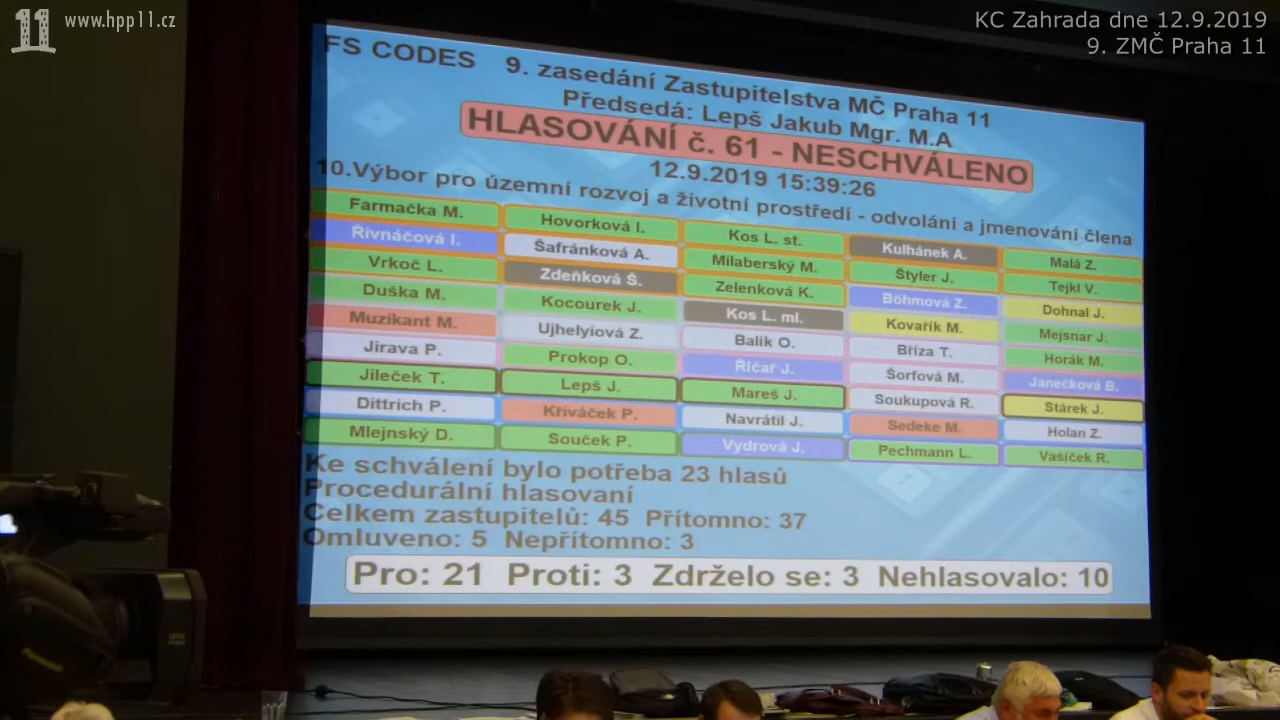 11 www.hpp11.cz
KC Zahrada dne 12.9.2019
9. ZMČ Praha 11
FS CODES 9. zasedání Zastupitelstva MČ Praha 11
Předsedá: Lepš Jakub Mgr. M.A
HLASOVÁNÍ č. 61 - NESCHVÁLENO
12.9.2019 15:39:26
10.Výbor pro územní rozvoj a životní prostředí - odvolání a jmenování člena
Farmačka M. Hovorková I. Kos L. st. Kulhánek A. Malá Z.
Řivnáčová I. Šafránková A. Milaberský M. Štyler J. Tejkl V.
Vrkoč L. Zdeňková Š. Zelenková K. Böhmová Z. Dohnal J.
Duška M. Kocourek J. Kos L. ml. Kovařík M. Mejsnar J.
Muzikant M. Ujhelyiová Z. Balík O. Bříza T. Horák M.
Jirava P. Prokop O. Říčař J. Šorfová M. Janečková B.
Jileček T. Lepš J. Mareš J. Soukupová R. Stárek J.
Dittrich P. Křiváček P. Navrátil J. Sedeke M. Holan Z.
Mlejnský D. Souček P. Vydrová J. Pechmann L. Vašíček R.
Ke schválení bylo potřeba 23 hlasů
Procedurální hlasovaní
Celkem zastupitelů: 45 Přítomno: 37
Omluveno: 5 Nepřítomno: 3
Pro: 21 Proti: 3 Zdrželo se: 3 Nehlasovalo: 10